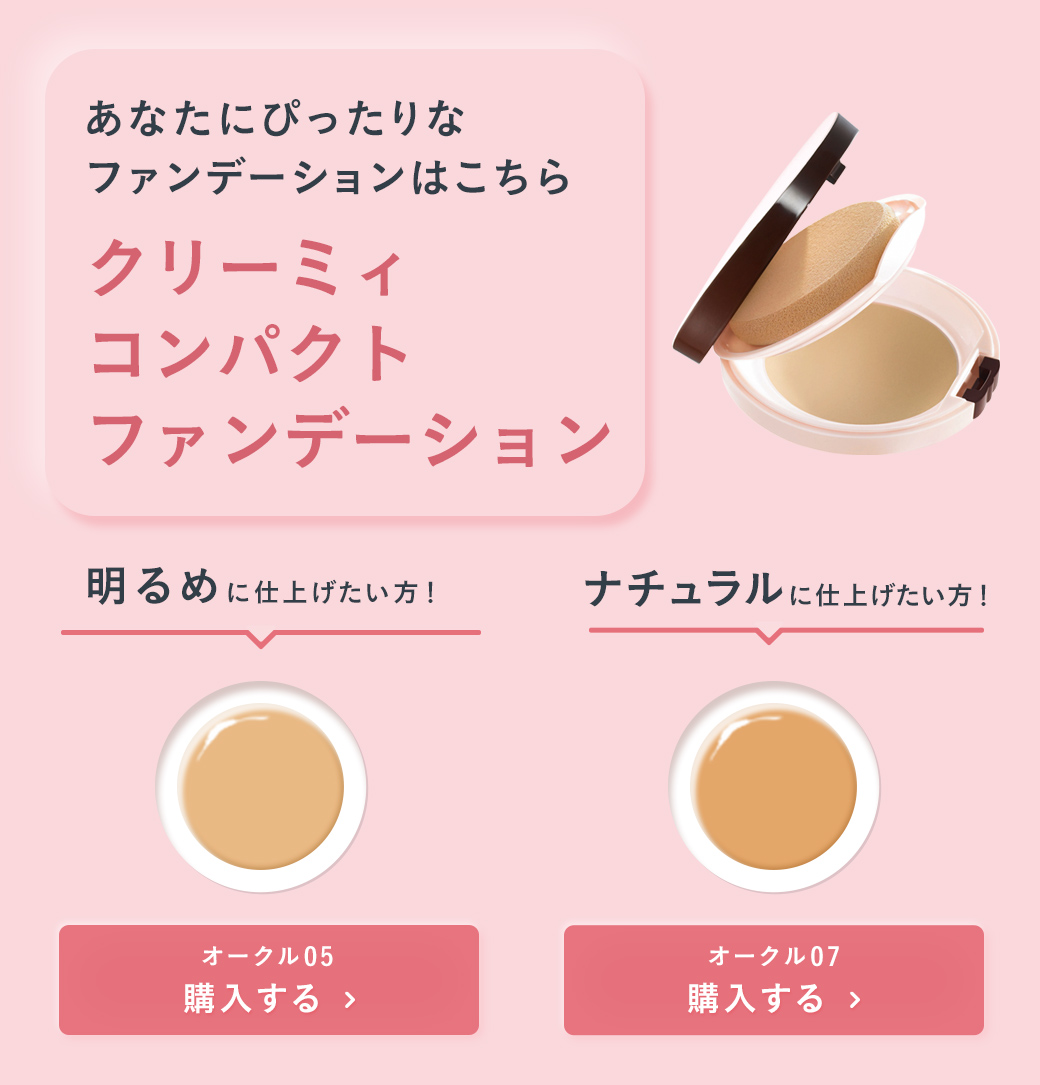 あなたにぴったりな
ファンデーションはこちら
クリーミィ
コンパクト
ファンデーション
明るめに仕上げたい方！
ナチュラルに仕上げたい方！
オークル05
購入する
オークル07
購入する